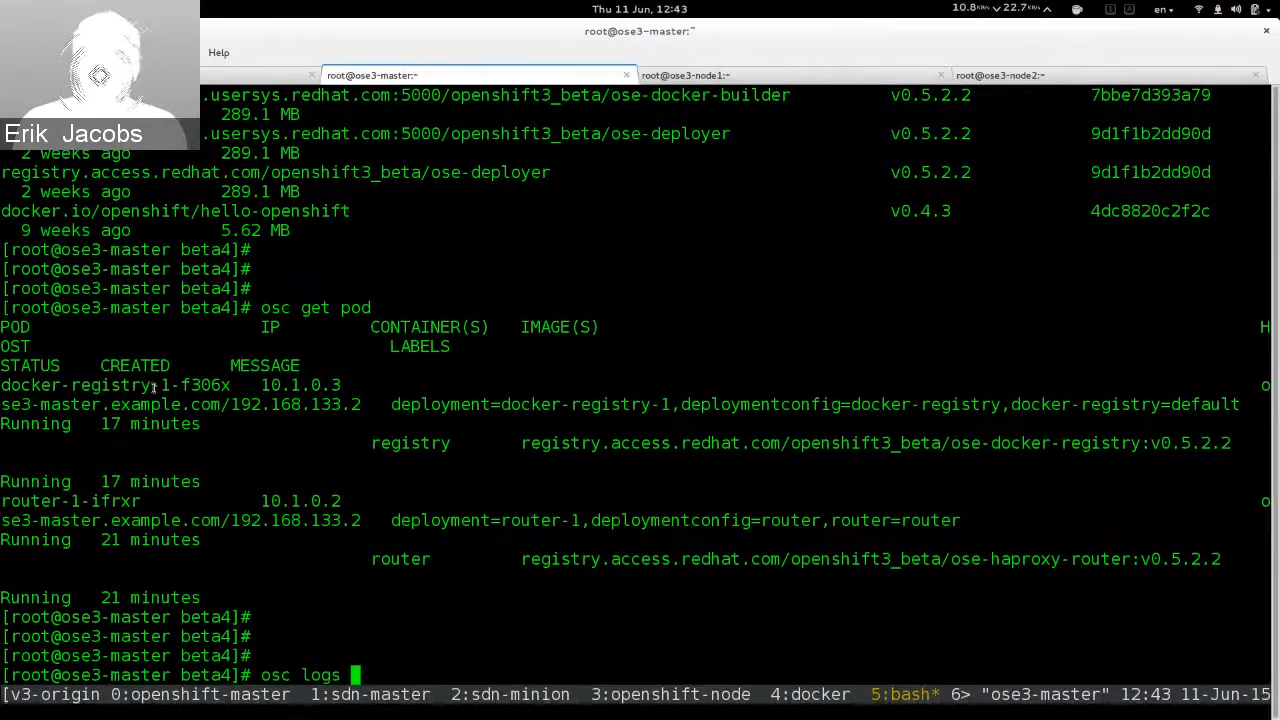 Thu 11 Jun, 12:43
10.8 KB/s 22.7 KB/s
en
root@ose3-master:~
Help
root@ose3-master:~
root@ose3-node1:~
root@ose3-node2:~
Erik Jacobs
.usersys.redhat.com:5000/openshift3_beta/ose-docker-builder v0.5.2.2 7bbe7d393a79
289.1 MB
.usersys.redhat.com:5000/openshift3_beta/ose-deployer v0.5.2.2 9d1f1b2dd90d
2 weeks ago 289.1 MB
registry.access.redhat.com/openshift3_beta/ose-deployer v0.5.2.2 9d1f1b2dd90d
2 weeks ago 289.1 MB
docker.io/openshift/hello-openshift v0.4.3 4dc8820c2f2c
9 weeks ago 5.62 MB
[root@ose3-master beta4]#
[root@ose3-master beta4]#
[root@ose3-master beta4]#
[root@ose3-master beta4]# osc get pod
POD IP CONTAINER(S) IMAGE(S) H
OST LABELS
STATUS CREATED MESSAGE
docker-registry-1-f306x 10.1.0.3 o
se3-master.example.com/192.168.133.2 deployment=docker-registry-1,deploymentconfig=docker-registry,docker-registry=default
Running 17 minutes
registry registry.access.redhat.com/openshift3_beta/ose-docker-registry:v0.5.2.2
Running 17 minutes
router-1-ifrxr 10.1.0.2 o
se3-master.example.com/192.168.133.2 deployment=router-1,deploymentconfig=router,router=router
Running 21 minutes
router registry.access.redhat.com/openshift3_beta/ose-haproxy-router:v0.5.2.2
Running 21 minutes
[root@ose3-master beta4]#
[root@ose3-master beta4]#
[root@ose3-master beta4]#
[root@ose3-master beta4]# osc logs
[v3-origin 0:openshift-master 1:sdn-master 2:sdn-minion 3:openshift-node 4:docker 5:bash* 6> "ose3-master" 12:43 11-Jun-15